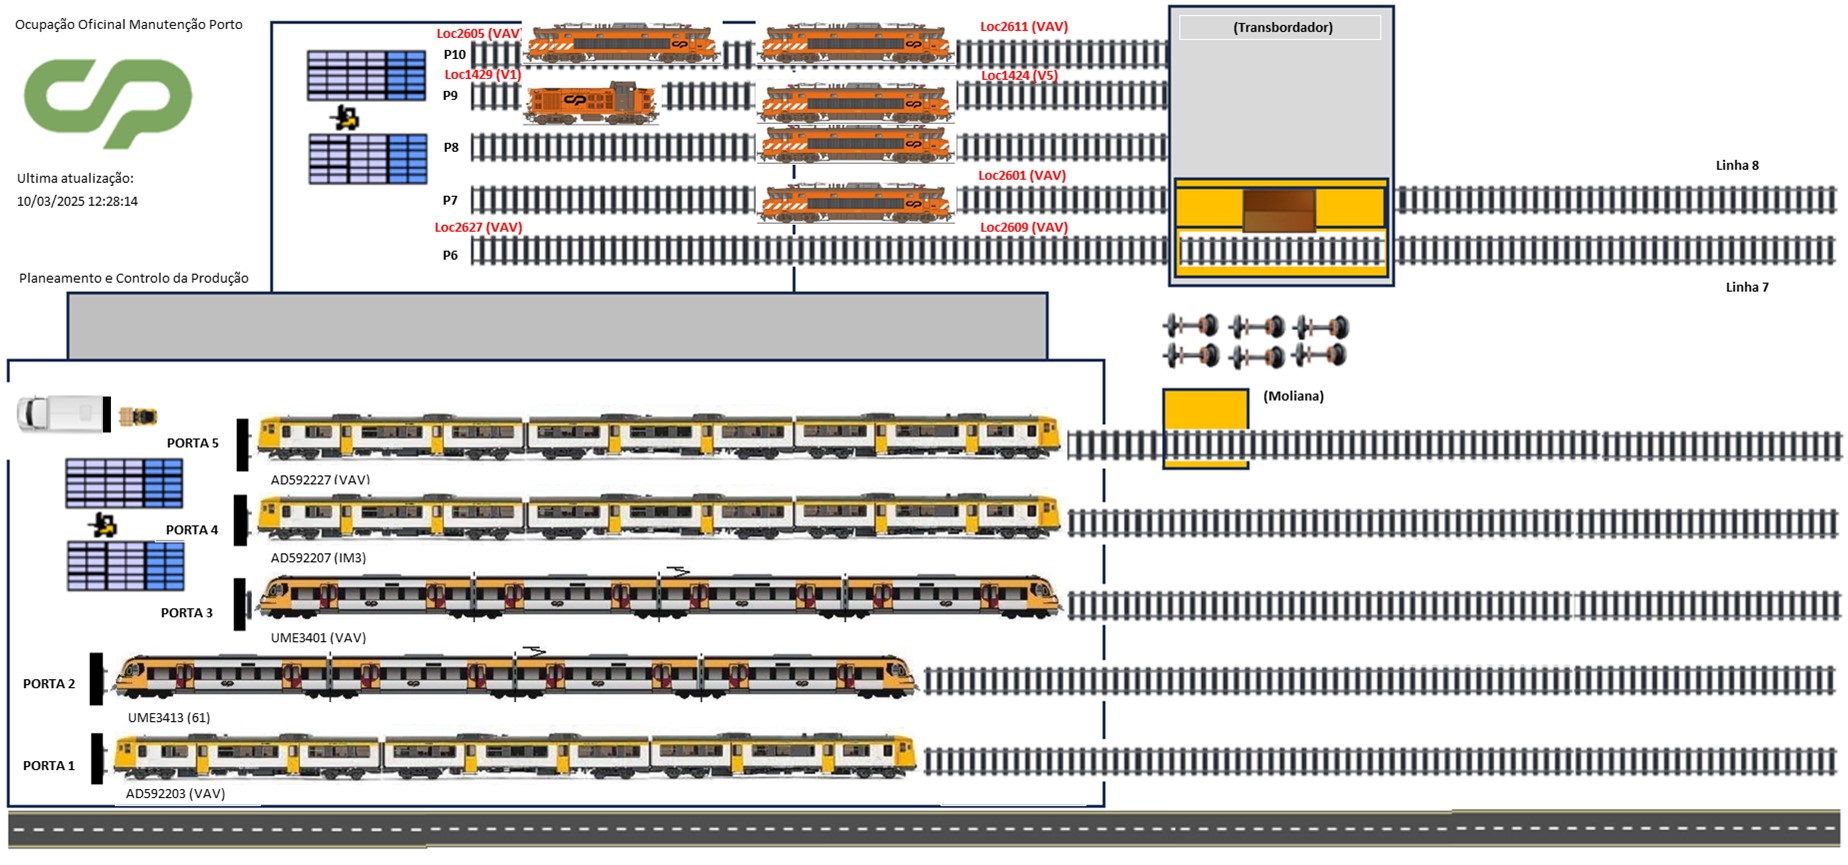 Ocupação Oficinal Manutenção Porto
Ultima atualização:
10/03/2025 12:28:14
Planeamento e Controlo da Produção
Loc2605 (VAV)
Loc2611 (VAV)
P10
Loc1429 (V1)
Loc1424 (V5)
P9
P8
Loc2601 (VAV)
P7
Loc2627 (VAV)
Loc2609 (VAV)
P6
(Transbordador)
Linha 8
Linha 7
(Moliana)
PORTA 5
AD592227 (VAV)
PORTA 4
AD592207 (IM3)
PORTA 3
UME3401 (VAV)
PORTA 2
UME3413 (61)
PORTA 1
AD592203 (VAV)